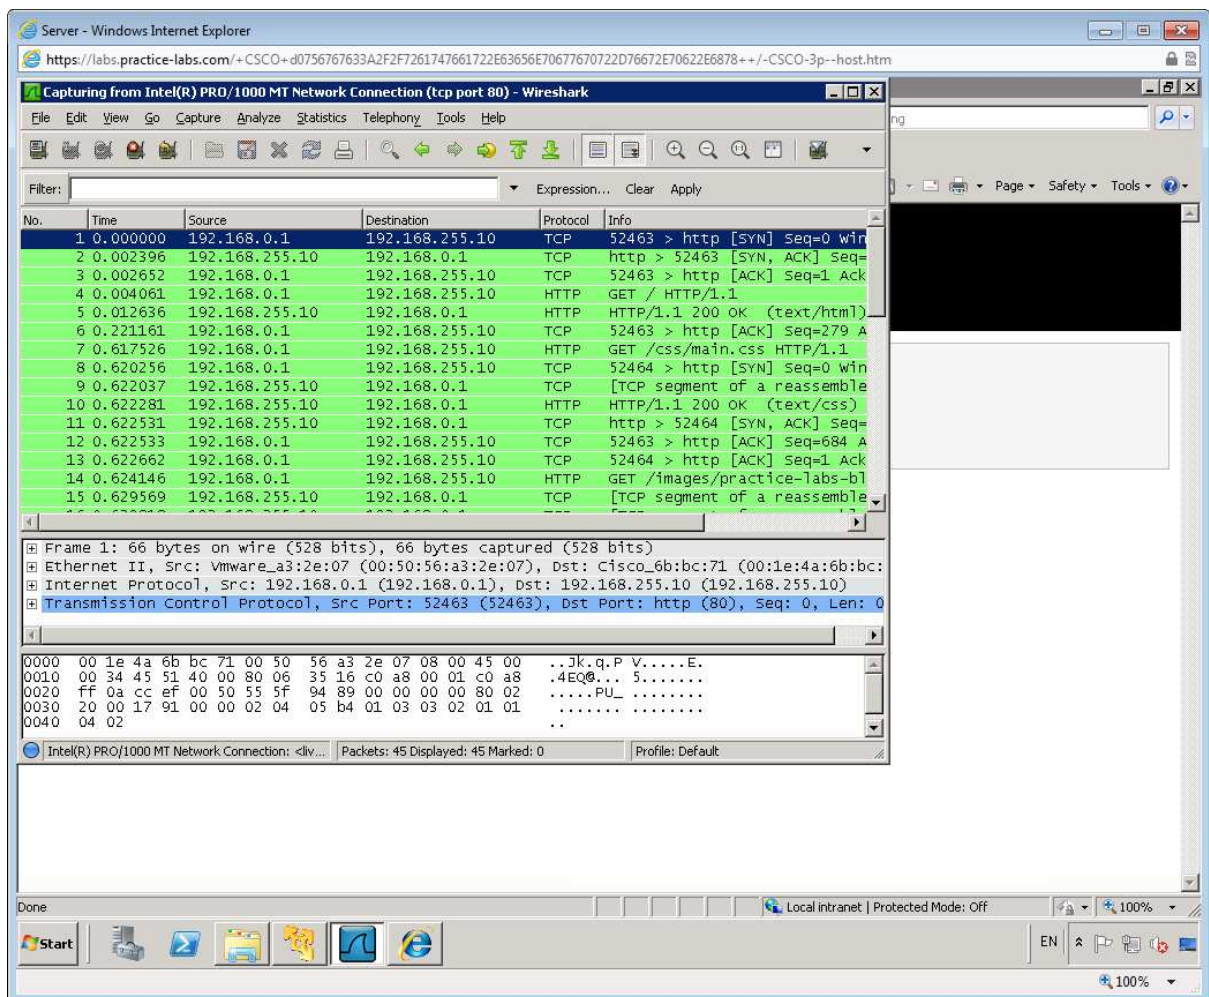 Server - Windows Internet Explorer
https://labs.practice-labs.com/+CSCO+d0756767633A2F2F7261747661722E63656E70677670722D76672E70622E6878++/-CSCO-3p--host.htm
Capturing from Intel(R) PRO/1000 MT Network Connection (tcp port 80) - Wireshark
File Edit View Go Capture Analyze Statistics Telephony Tools Help
ng
Filter: Expression... Clear Apply
Page Safety Tools
No. Time Source Destination Protocol Info
1 0.000000 192.168.0.1 192.168.255.10 TCP 52463 > http [SYN] Seq=0 Win
2 0.002396 192.168.255.10 192.168.0.1 TCP http > 52463 [SYN, ACK] Seq=
3 0.002652 192.168.0.1 192.168.255.10 TCP 52463 > http [ACK] Seq=1 Ack
4 0.004061 192.168.0.1 192.168.255.10 HTTP GET / HTTP/1.1
5 0.012636 192.168.255.10 192.168.0.1 HTTP HTTP/1.1 200 OK (text/html)
6 0.221161 192.168.0.1 192.168.255.10 TCP 52463 > http [ACK] Seq=279 A
7 0.617526 192.168.0.1 192.168.255.10 HTTP GET /css/main.css HTTP/1.1
8 0.620256 192.168.0.1 192.168.255.10 TCP 52464 > http [SYN] Seq=0 Win
9 0.622037 192.168.255.10 192.168.0.1 TCP [TCP segment of a reassemble
10 0.622281 192.168.255.10 192.168.0.1 HTTP HTTP/1.1 200 OK (text/css)
11 0.622531 192.168.255.10 192.168.0.1 TCP http > 52464 [SYN, ACK] Seq=
12 0.622533 192.168.0.1 192.168.255.10 TCP 52463 > http [ACK] Seq=684 A
13 0.622662 192.168.0.1 192.168.255.10 TCP 52464 > http [ACK] Seq=1 Ack
14 0.624146 192.168.0.1 192.168.255.10 HTTP GET /images/practice-labs-bl
15 0.629569 192.168.255.10 192.168.0.1 TCP [TCP segment of a reassemble
Frame 1: 66 bytes on wire (528 bits), 66 bytes captured (528 bits)
Ethernet II, Src: Vmware_a3:2e:07 (00:50:56:a3:2e:07), Dst: Cisco_6b:bc:71 (00:1e:4a:6b:bc:
Internet Protocol, Src: 192.168.0.1 (192.168.0.1), Dst: 192.168.255.10 (192.168.255.10)
Transmission Control Protocol, Src Port: 52463 (52463), Dst Port: http (80), Seq: 0, Len: 0
0000 00 1e 4a 6b bc 71 00 50 56 a3 2e 07 08 00 45 00 ..Jk.q.P V.....E.
0010 00 34 45 51 40 00 80 06 35 16 c0 a8 00 01 c0 a8 .4EQ@... 5.......
0020 ff 0a cc ef 00 50 55 5f 94 89 00 00 00 00 80 02 .....PU_ ........
0030 20 00 17 91 00 00 02 04 05 b4 01 03 03 02 01 01 ....... ........
0040 04 02 ..
Intel(R) PRO/1000 MT Network Connection: <liv... Packets: 45 Displayed: 45 Marked: 0 Profile: Default
Done Local intranet | Protected Mode: Off 100%
Start EN
100%